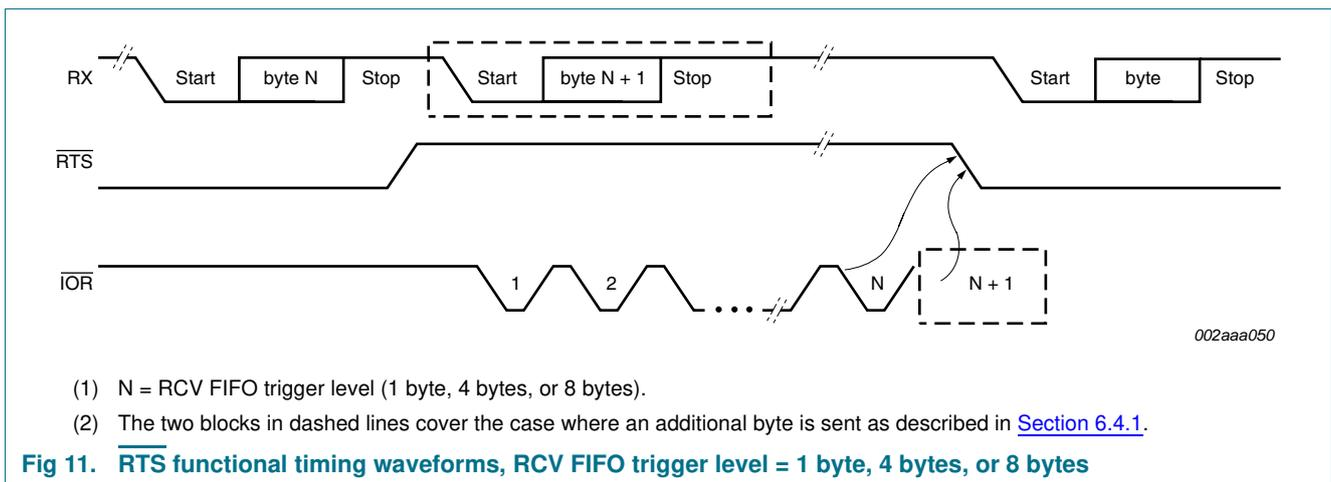 RX Start byte N Stop Start byte N + 1 Stop Start byte Stop
RTS
IOR 1 2 N N + 1
002aaa050
(1) N = RCV FIFO trigger level (1 byte, 4 bytes, or 8 bytes).
(2) The two blocks in dashed lines cover the case where an additional byte is sent as described in Section 6.4.1.
Fig 11. RTS functional timing waveforms, RCV FIFO trigger level = 1 byte, 4 bytes, or 8 bytes